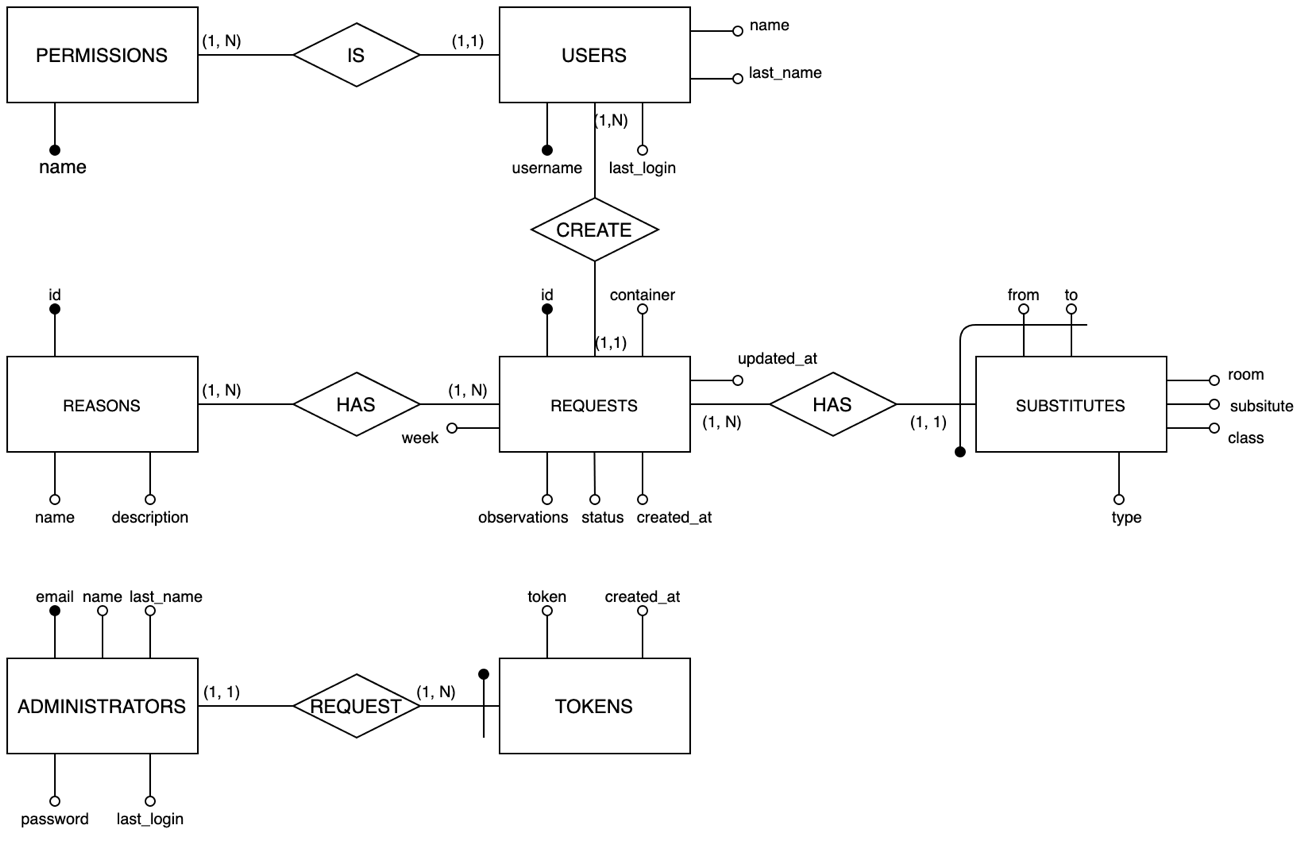 PERMISSIONS
(1, N)
IS
(1,1)
USERS
name
last_name
name
username
(1,N)
last_login
CREATE
id
id
container
from
to
(1,1)
updated_at
REASONS
(1, N)
HAS
(1, N)
REQUESTS
(1, N)
HAS
(1, 1)
SUBSTITUTES
room
subsitute
class
week
name
description
observations
status
created_at
type
email
name
last_name
token
created_at
ADMINISTRATORS
(1, 1)
REQUEST
(1, N)
TOKENS
password
last_login